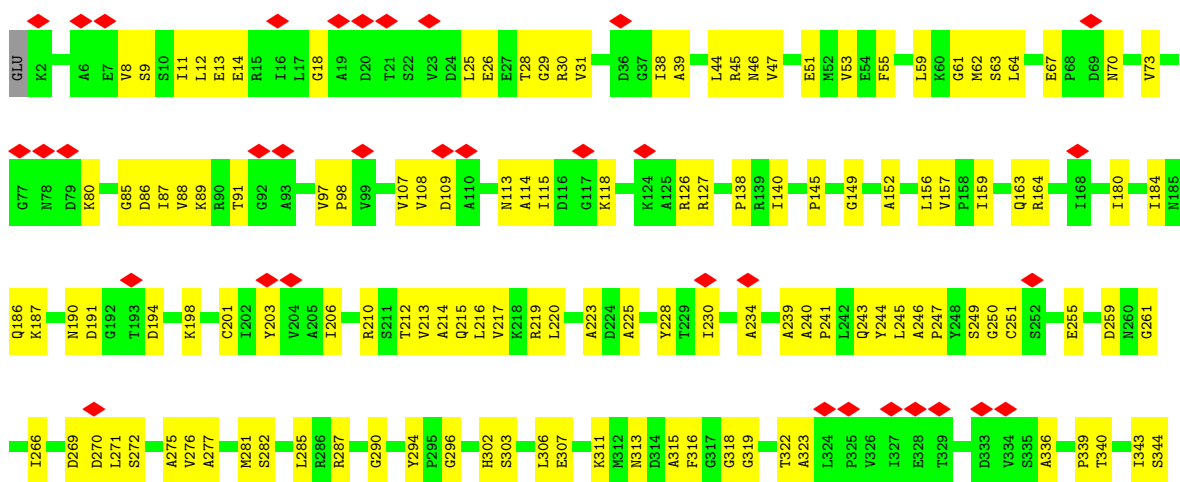 GLU K2 A6 E7 V8 S9 S10 I11 L12 E13 E14 R15 I16 L17 G18 A19 D20 T21 S22 V23 D24 L25 E26 E27 T28 G29 R30 V31 D36 G37 I38 A39 L44 R45 N46 V47 E51 M52 V53 E54 F55 L59 K60 G61 M62 S63 L64 E67 P68 D69 N70 V73
G77 N78 D79 K80 G85 D86 I87 V88 K89 R90 T91 G92 A93 V97 P98 V99 V107 V108 D109 A110 N113 A114 I115 D116 G117 K118 K124 A125 R126 R127 P138 R139 I140 P145 G149 A152 L156 V157 P158 I159 Q163 R164 I168 I180 I184 N185
Q186 K187 N190 D191 G192 T193 D194 K198 C201 I202 Y203 V204 A205 I206 R210 S211 T212 V213 A214 Q215 L216 V217 K218 R219 L220 A223 D224 A225 Y228 T229 I230 A234 A239 A240 P241 L242 Q243 Y244 L245 A246 P247 Y248 S249 G250 C251 S252 E255 D259 N260 G261
I266 D269 D270 L271 S272 A275 V276 A277 M281 S282 L285 R286 R287 G290 Y294 P295 G296 H302 S303 L306 E307 K311 M312 N313 D314 A315 F316 G317 G318 G319 T322 A323 L324 P325 V326 I327 E328 T329 D333 V334 S335 A336 P339 T340 I343 S344